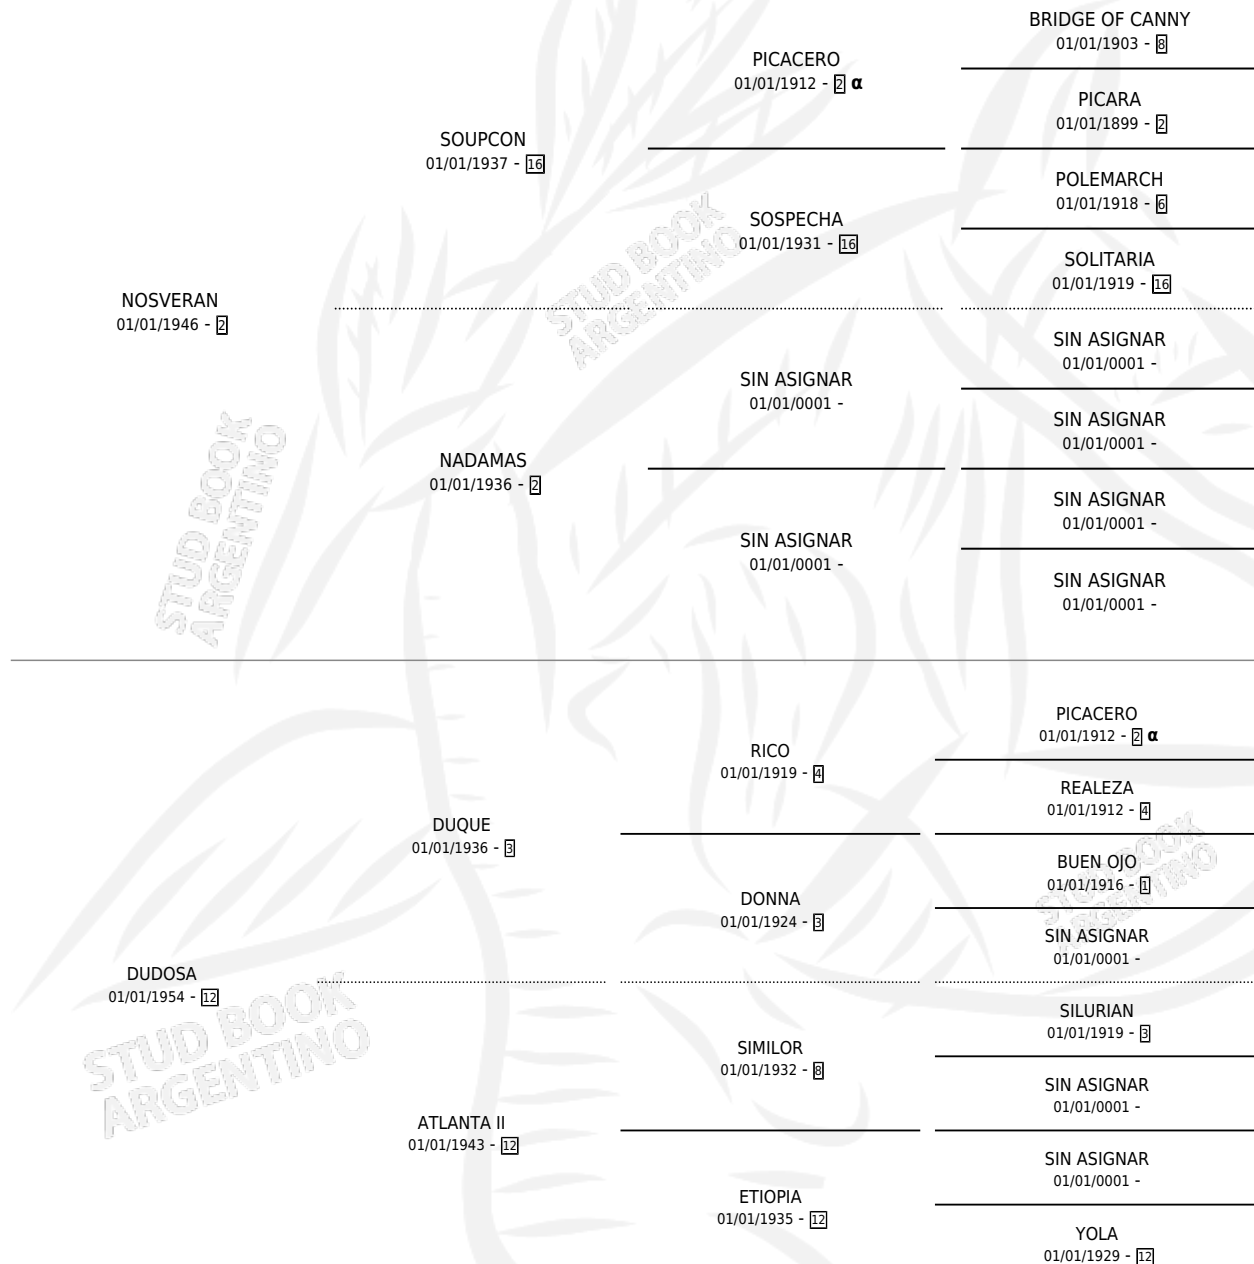 BRIDGE OF CANNY
01/01/1903 - 8
PICACERO
01/01/1912 - 2 α
PICARA
01/01/1899 - 2
SOUPCON
01/01/1937 - 16
POLEMARCH
01/01/1918 - 6
SOSPECHA
01/01/1931 - 16
SOLITARIA
01/01/1919 - 16
NOSVERAN
01/01/1946 - 2
SIN ASIGNAR
01/01/0001 -
SIN ASIGNAR
01/01/0001 -
SIN ASIGNAR
01/01/0001 -
NADAMAS
01/01/1936 - 2
SIN ASIGNAR
01/01/0001 -
SIN ASIGNAR
01/01/0001 -
SIN ASIGNAR
01/01/0001 -
STUD BOOK
ARGENTINO
STUD BOOK
ARGENTINO
PICACERO
01/01/1912 - 2 α
RICO
01/01/1919 - 4
REALEZA
01/01/1912 - 4
DUQUE
01/01/1936 - 3
BUEN OJO
01/01/1916 - 1
DONNA
01/01/1924 - 3
SIN ASIGNAR
01/01/0001 -
DUDOSA
01/01/1954 - 12
SILURIAN
01/01/1919 - 3
SIMILOR
01/01/1932 - 8
SIN ASIGNAR
01/01/0001 -
ATLANTA II
01/01/1943 - 12
SIN ASIGNAR
01/01/0001 -
ETIOPIA
01/01/1935 - 12
YOLA
01/01/1929 - 12
STUD BOOK
ARGENTINO
STUD BOOK
ARGENTINO